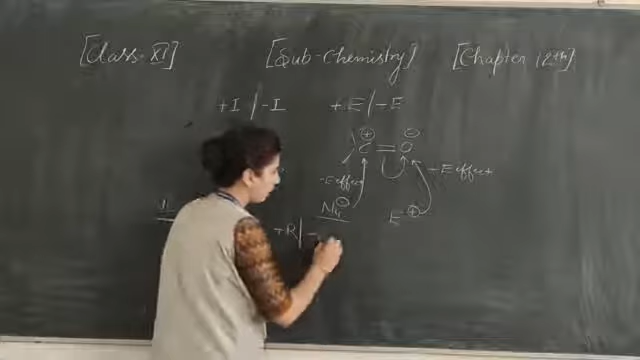 [Class-XI] [Sub-Chemistry] [Chapter 12th]
+I / -I +E / -E
⊕ ⊖
C = O
-E effect -E effect
Nu⊖ E⊕
+R | -